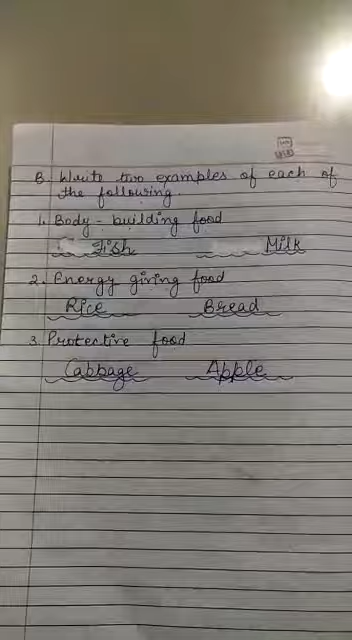 B. Write two examples of each of
the following.
1. Body - building food
Fish Milk
2. Energy giving food
Rice Bread
3. Protective food
Cabbage Apple